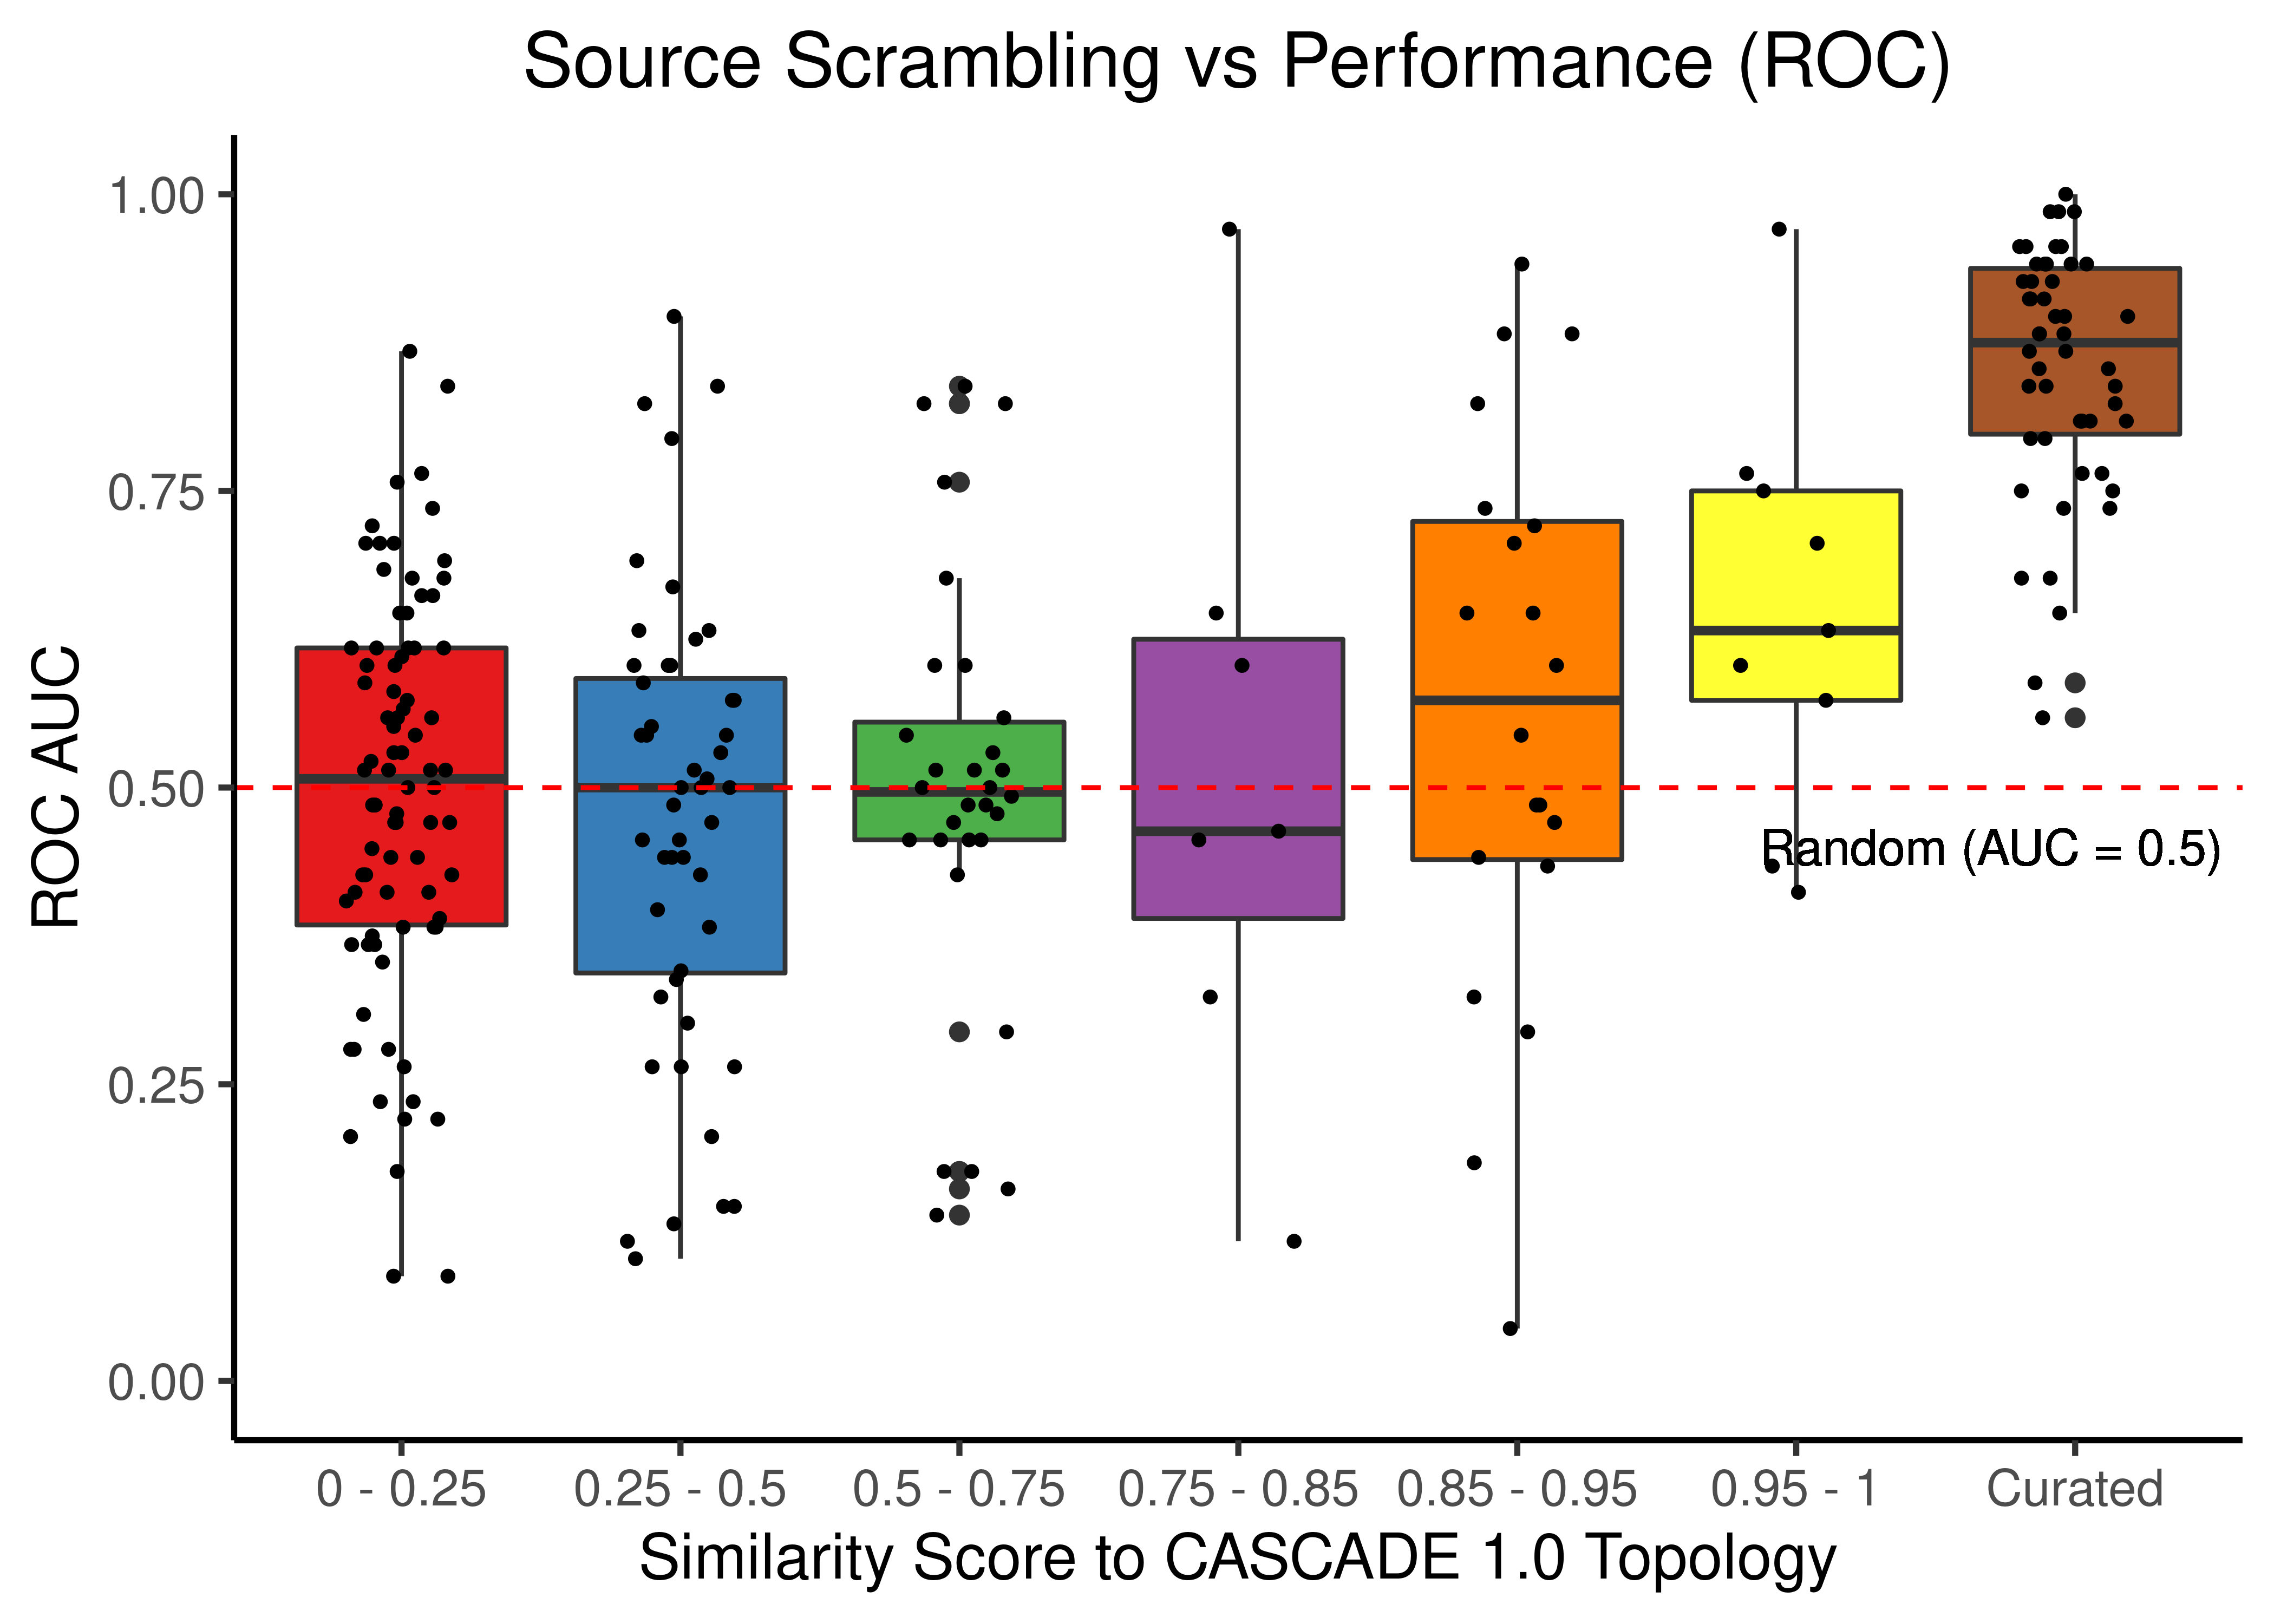 Source Scrambling vs Performance (ROC)
ROC AUC
1.00
0.75
0.50
0.25
0.00
Random (AUC = 0.5)
0 - 0.25
0.25 - 0.5
0.5 - 0.75
0.75 - 0.85
0.85 - 0.95
0.95 - 1
Curated
Similarity Score to CASCADE 1.0 Topology